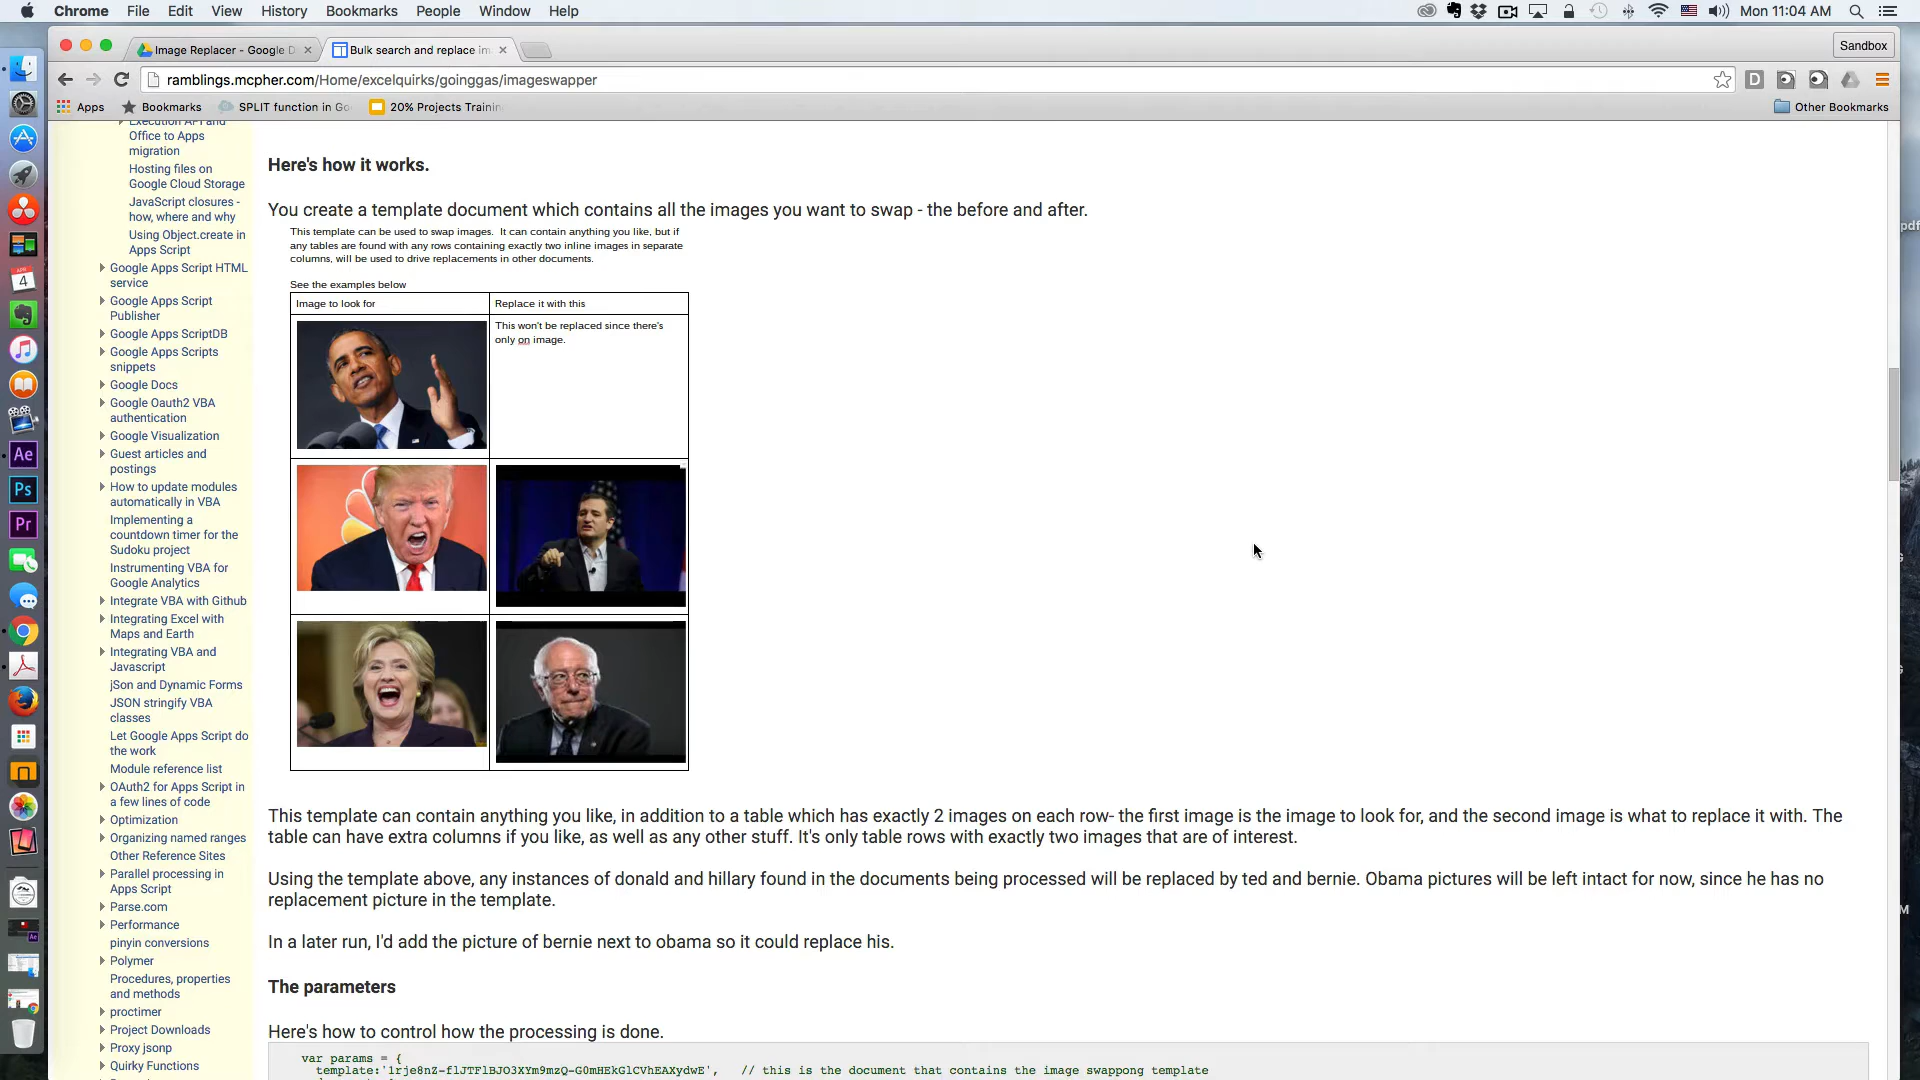 Chrome File Edit View History Bookmarks People Window Help Mon 11:04 AM
Image Replacer - Google D
Bulk search and replace im
Sandbox
ramblings.mcpher.com/Home/excelquirks/goinggas/imageswapper
Apps Bookmarks SPLIT function in Go 20% Projects Trainin Other Bookmarks
Execution API and
Office to Apps
migration
Hosting files on
Google Cloud Storage
JavaScript closures -
how, where and why
Using Object.create in
Apps Script
Google Apps Script HTML
service
Google Apps Script
Publisher
Google Apps ScriptDB
Google Apps Scripts
snippets
Google Docs
Google Oauth2 VBA
authentication
Google Visualization
Guest articles and
postings
How to update modules
automatically in VBA
Implementing a
countdown timer for the
Sudoku project
Instrumenting VBA for
Google Analytics
Integrate VBA with Github
Integrating Excel with
Maps and Earth
Integrating VBA and
Javascript
jSon and Dynamic Forms
JSON stringify VBA
classes
Let Google Apps Script do
the work
Module reference list
OAuth2 for Apps Script in
a few lines of code
Optimization
Organizing named ranges
Other Reference Sites
Parallel processing in
Apps Script
Parse.com
Performance
pinyin conversions
Polymer
Procedures, properties
and methods
proctimer
Project Downloads
Proxy jsonp
Quirky Functions
Here's how it works.
You create a template document which contains all the images you want to swap - the before and after.
This template can be used to swap images. It can contain anything you like, but if
any tables are found with any rows containing exactly two inline images in separate
columns, will be used to drive replacements in other documents.
See the examples below
Image to look for
Replace it with this
This won't be replaced since there's
only on image.
This template can contain anything you like, in addition to a table which has exactly 2 images on each row- the first image is the image to look for, and the second image is what to replace it with. The
table can have extra columns if you like, as well as any other stuff. It's only table rows with exactly two images that are of interest.
Using the template above, any instances of donald and hillary found in the documents being processed will be replaced by ted and bernie. Obama pictures will be left intact for now, since he has no
replacement picture in the template.
In a later run, I'd add the picture of bernie next to obama so it could replace his.
The parameters
Here's how to control how the processing is done.
var params = {
template:'1rje8nZ-flJTFlBJO3XYm9mzQ-G0mHEkGlCVhEAXydwE', // this is the document that contains the image swappong template
pdf
Ae
Ps
Pr
4
D